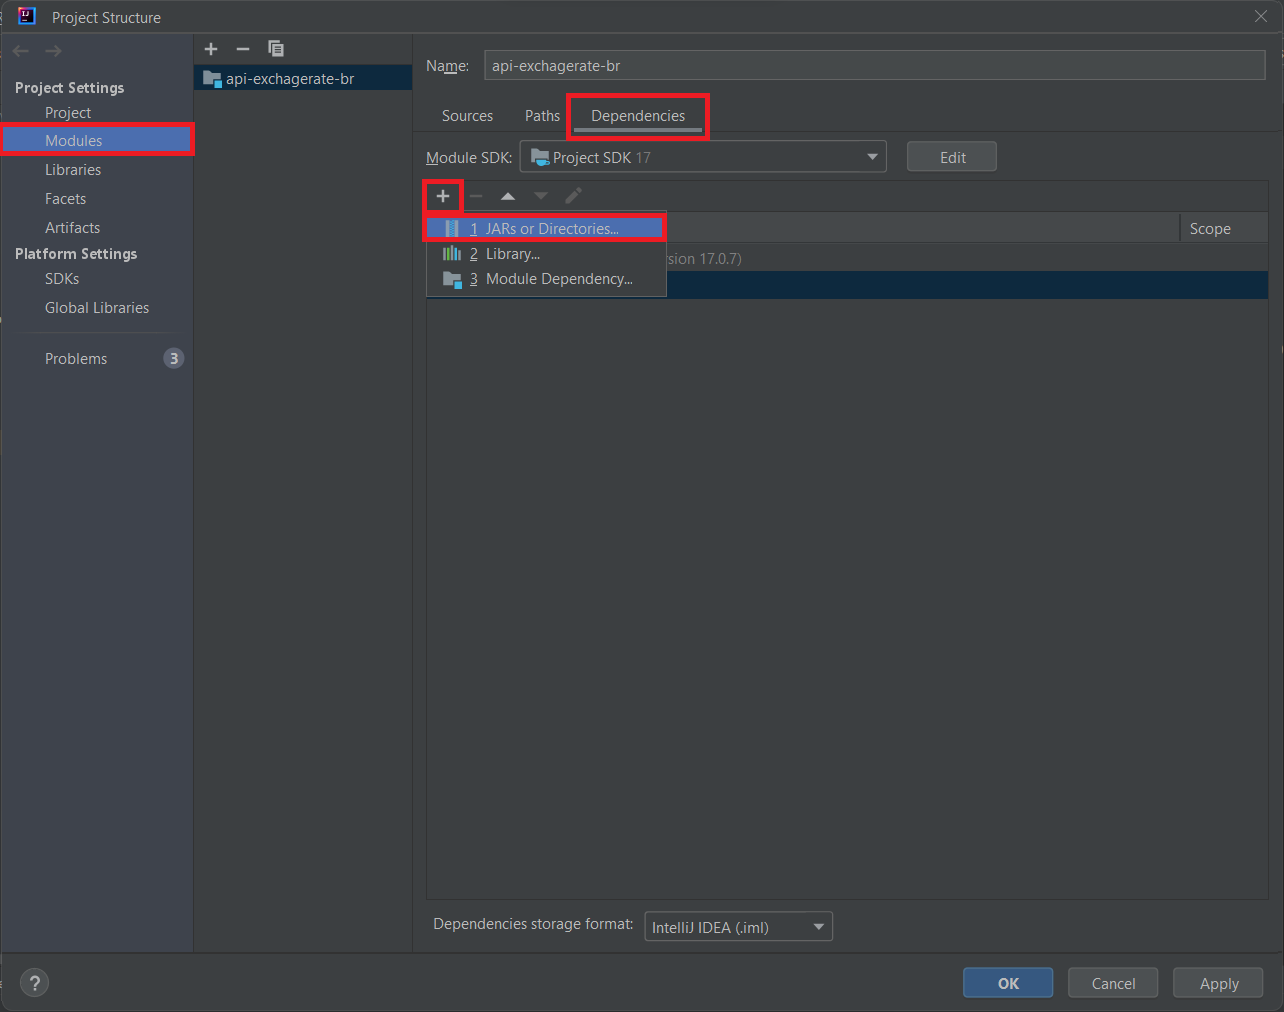 Project Structure
Project Settings
Project
Modules
Libraries
Facets
Artifacts
Platform Settings
SDKs
Global Libraries
Problems 3
api-exchagerate-br
Name: api-exchagerate-br
Sources Paths Dependencies
Module SDK: Project SDK 17 Edit
1 JARs or Directories...
Scope
2 Library...
rsion 17.0.7)
3 Module Dependency...
Dependencies storage format: IntelliJ IDEA (.iml)
? OK Cancel Apply